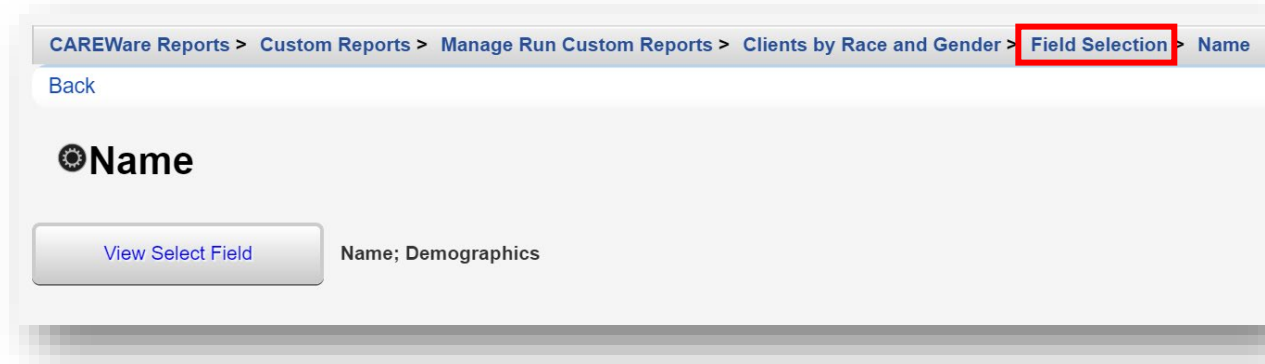 CAREWare Reports > Custom Reports > Manage Run Custom Reports > Clients by Race and Gender > Field Selection > Name
Back
Name
View Select Field Name; Demographics